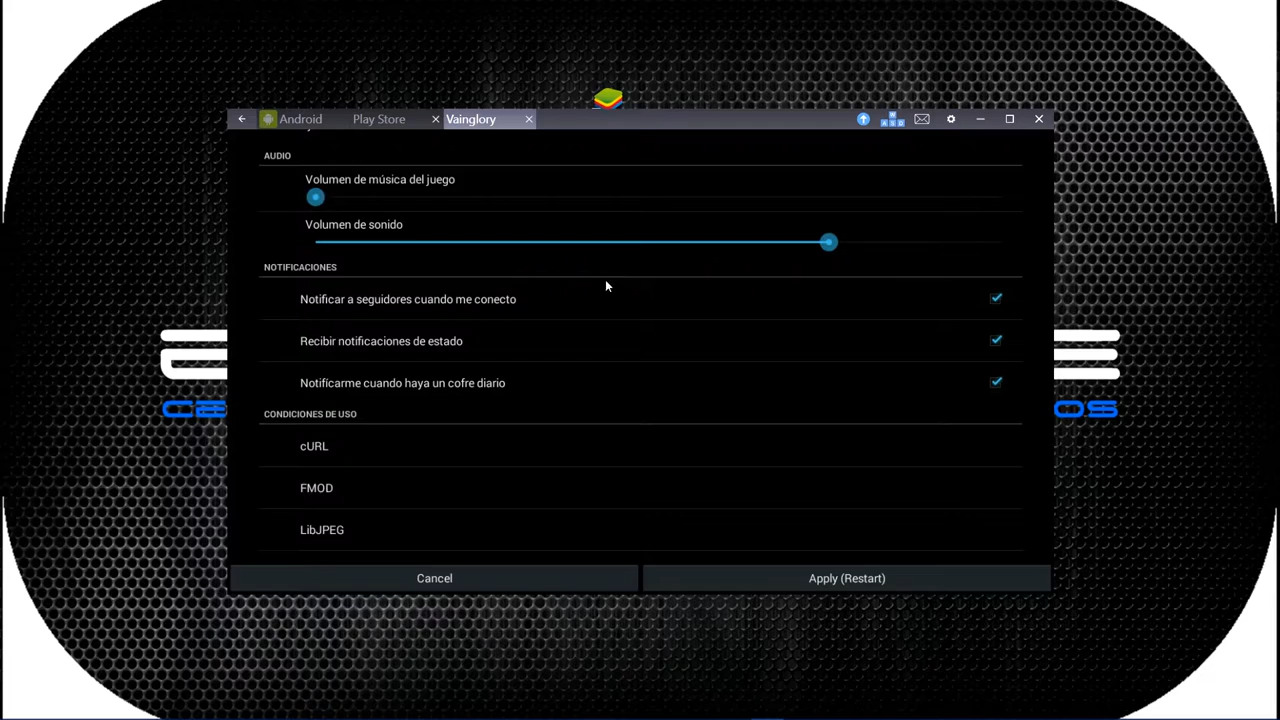 Android
Play Store
Vainglory
AUDIO
Volumen de música del juego
Volumen de sonido
NOTIFICACIONES
Notificar a seguidores cuando me conecto
Recibir notificaciones de estado
Notificarme cuando haya un cofre diario
CONDICIONES DE USO
cURL
FMOD
LibJPEG
Cancel
Apply (Restart)